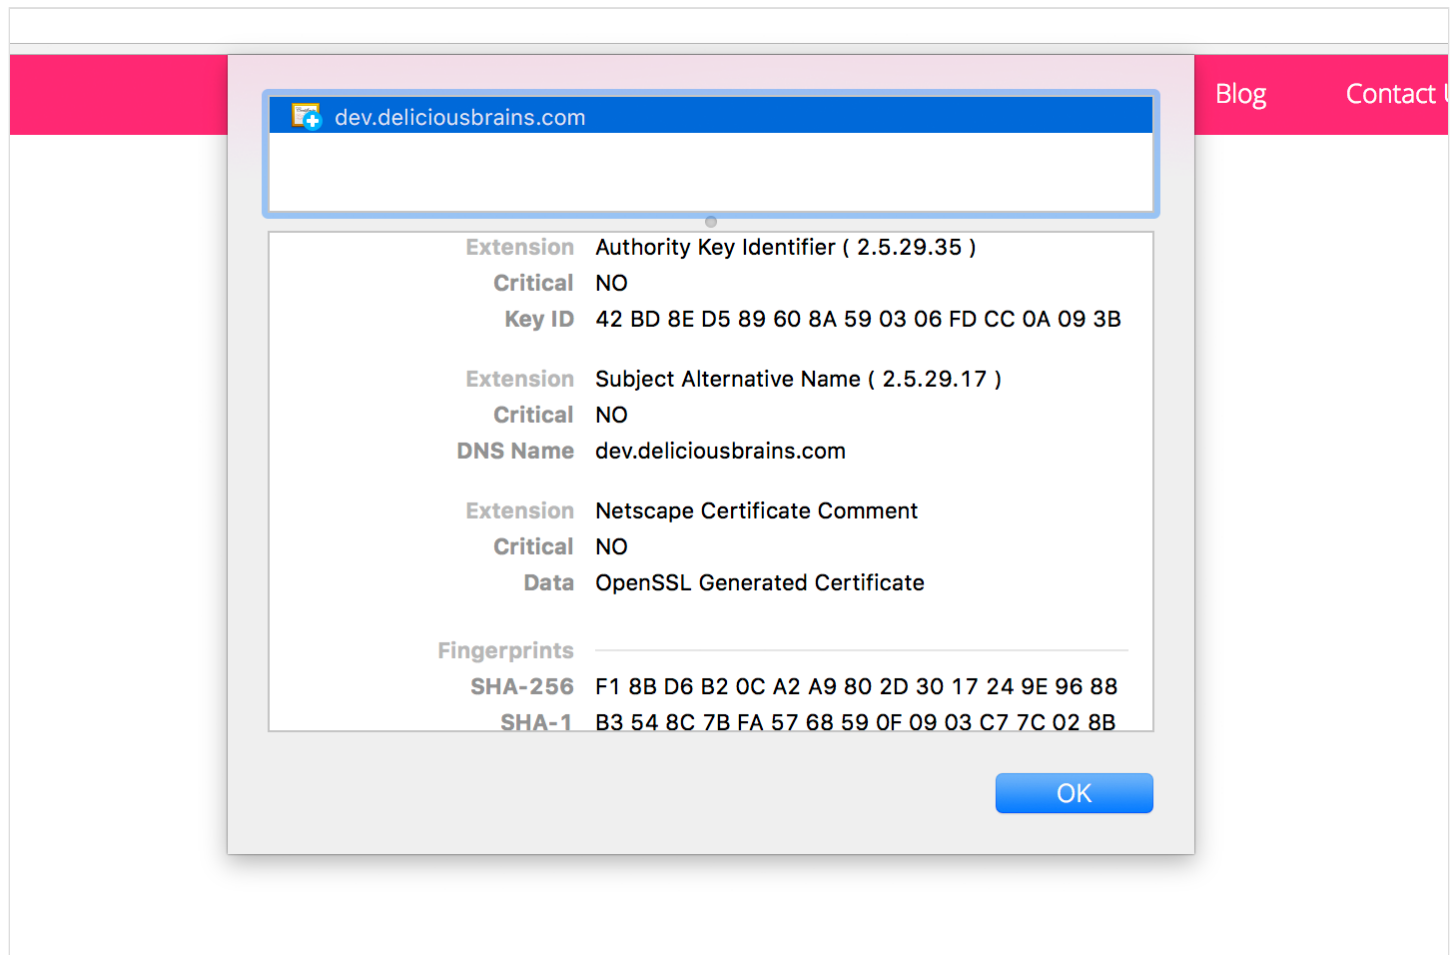 Blog Contact
dev.deliciousbrains.com
Extension Authority Key Identifier ( 2.5.29.35 )
Critical NO
Key ID 42 BD 8E D5 89 60 8A 59 03 06 FD CC 0A 09 3B
Extension Subject Alternative Name ( 2.5.29.17 )
Critical NO
DNS Name dev.deliciousbrains.com
Extension Netscape Certificate Comment
Critical NO
Data OpenSSL Generated Certificate
Fingerprints
SHA-256 F1 8B D6 B2 0C A2 A9 80 2D 30 17 24 9E 96 88
SHA-1 B3 54 8C 7B FA 57 68 59 0F 09 03 C7 7C 02 8B
OK